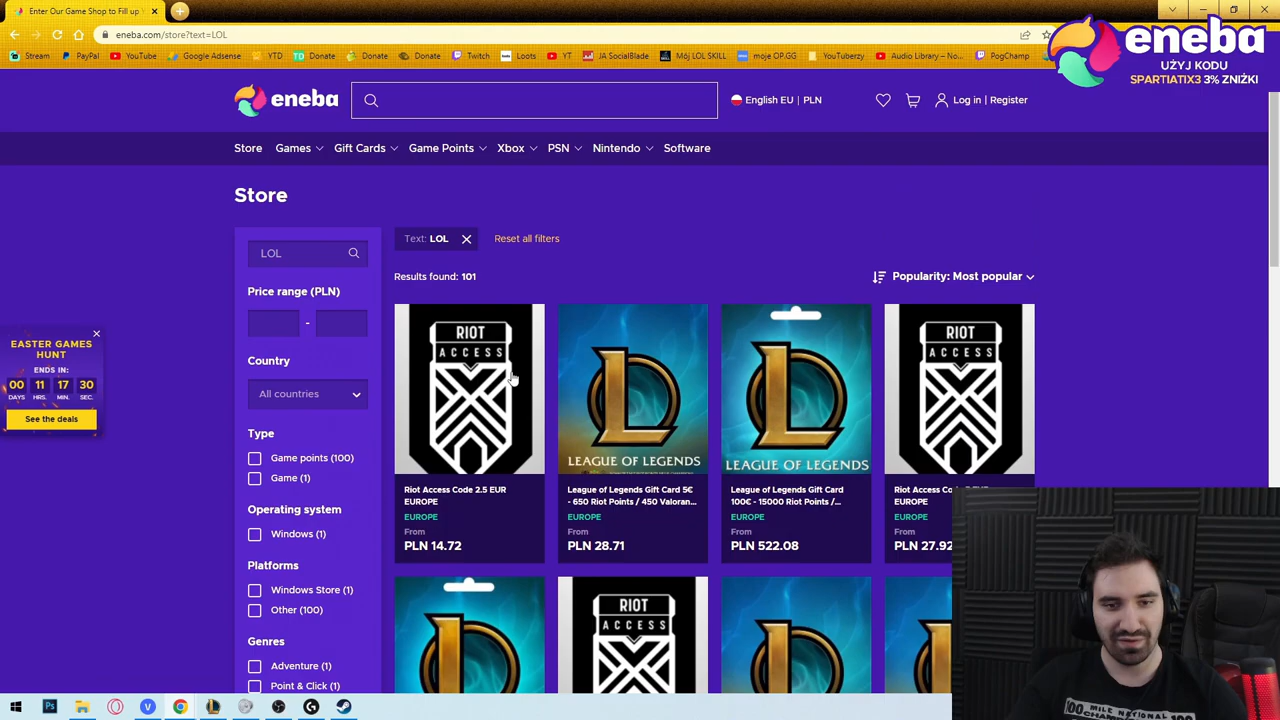 Enter Our Game Shop to Fill up
eneba.com/store?text=LOL
Stream
PayPal
YouTube
Google Adsense
YTD
Donate
Donate
Donate
Twitch
Loots
YT
JA SocialBlade
Mój LOL SKILL
moje OP.GG
YouTuberzy
Audio Library – No...
PogChamp
eneba
UŻYJ KODU
SPARTIATIX3 3% ZNIŻKI
eneba
English EU | PLN
Log in | Register
Store
Games
Gift Cards
Game Points
Xbox
PSN
Nintendo
Software
Store
LOL
Text: LOL
Reset all filters
Results found: 101
Popularity: Most popular
Price range (PLN)
-
Country
All countries
Type
Game points (100)
Game (1)
Operating system
Windows (1)
Platforms
Windows Store (1)
Other (100)
Genres
Adventure (1)
Point & Click (1)
EASTER GAMES
HUNT
ENDS IN:
00 11 17 30
DAYS HRS. MIN. SEC.
See the deals
RIOT
ACCESS
Riot Access Code 2.5 EUR
EUROPE
EUROPE
From
PLN 14.72
LEAGUE OF LEGENDS
League of Legends Gift Card 5€
- 650 Riot Points / 450 Valoran...
EUROPE
From
PLN 28.71
LEAGUE OF LEGENDS
League of Legends Gift Card
100€ - 15000 Riot Points /...
EUROPE
From
PLN 522.08
RIOT
ACCESS
Riot Access
EUROPE
EUROPE
From
PLN 27.92
RIOT
ACCESS
100 MILE NATIONAL